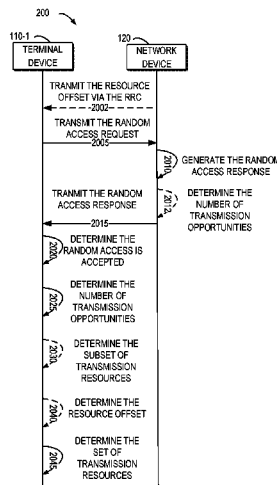 200
110-1
120
TERMINAL
DEVICE
NETWORK
DEVICE
TRANMIT THE RESOURCE
OFFSET VIA THE RRC
2002
TRANSMIT THE RANDOM
ACCESS REQUEST
2005
2010
GENERATE THE RANDOM
ACCESS RESPONSE
TRANMIT THE RANDOM
ACCESS RESPONSE
2012
DETERMINE THE
NUMBER OF
TRANSMISSION
OPPORTUNITIES
2015
2020
DETERMINE THE
RANDOM ACCESS IS
ACCEPTED
2025
DETERMINE THE
NUMBER OF
TRANSMISSION
OPPORTUNITIES
2030
DETERMINE THE
SUBSET OF
TRANSMISSION
RESOURCES
2040
DETERMINE THE
RESOURCE OFFSET
2045
DETERMINE THE
SET OF
TRANSMISSION
RESOURCES